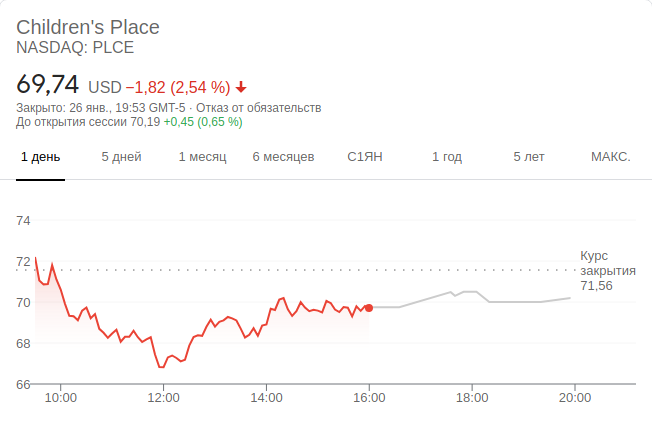 Children's Place
NASDAQ: PLCE
69,74 USD −1,82 (2,54 %)
Закрыто: 26 янв., 19:53 GMT-5 · Отказ от обязательств
До открытия сессии 70,19 +0,45 (0,65 %)
1 день 5 дней 1 месяц 6 месяцев С1ЯН 1 год 5 лет МАКС.
74
72
70
68
66
Курс
закрытия
71,56
10:00 12:00 14:00 16:00 18:00 20:00